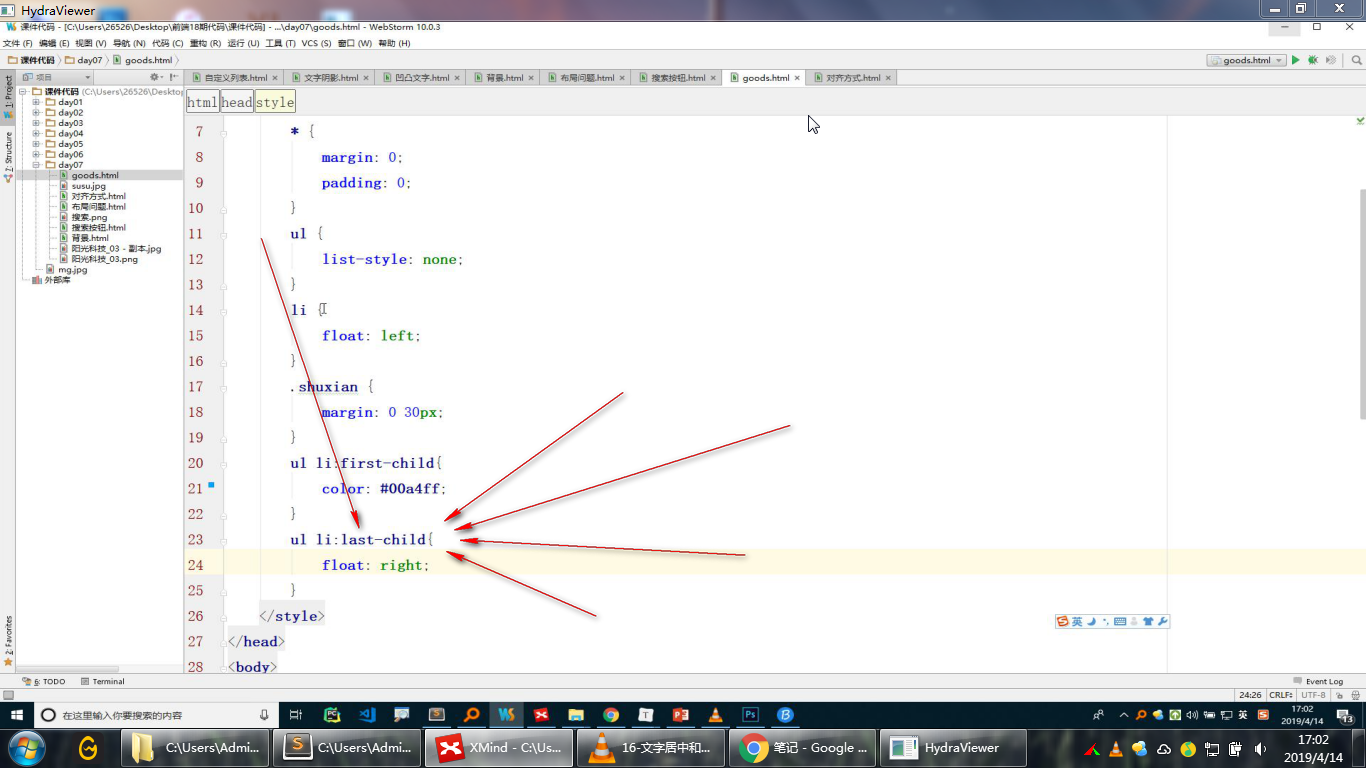 HydraViewer
课件代码 - [C:\Users\26526\Desktop\前端18期代码\课件代码] - ...\day07\goods.html - WebStorm 10.0.3
文件 (F) 编辑 (E) 视图 (V) 导航 (N) 代码 (C) 重构 (R) 运行 (U) 工具 (T) VCS (S) 窗口 (W) 帮助 (H)
课件代码 day07 goods.html goods.html
1: Project
项目
自定义列表.html 文字阴影.html 凹凸文字.html 背景.html 布局问题.html 搜索按钮.html goods.html 对齐方式.html
课件代码 (C:\Users\26526\Desktop
day01
day02
day03
day04
day05
day06
day07
goods.html
susu.jpg
对齐方式.html
布局问题.html
搜索.png
搜索按钮.html
背景.html
阳光科技_03 - 副本.jpg
阳光科技_03.png
mg.jpg
外部库
7: Structure
2: Favorites
html head style
7 * {
8 margin: 0;
9 padding: 0;
10 }
11 ul {
12 list-style: none;
13 }
14 li {
15 float: left;
16 }
17 .shuxian {
18 margin: 0 30px;
19 }
20 ul li:first-child{
21 color: #00a4ff;
22 }
23 ul li:last-child{
24 float: right;
25 }
26 </style>
27 </head>
28 <body>
英
6: TODO Terminal Event Log
24:26 CRLF÷ UTF-8
在这里输入你要搜索的内容
英
17:02
2019/4/14
13
C:\Users\Admi... C:\Users\Admi... XMind - C:\Us... 16-文字居中和... 笔记 - Google ... HydraViewer
17:02
2019/4/14